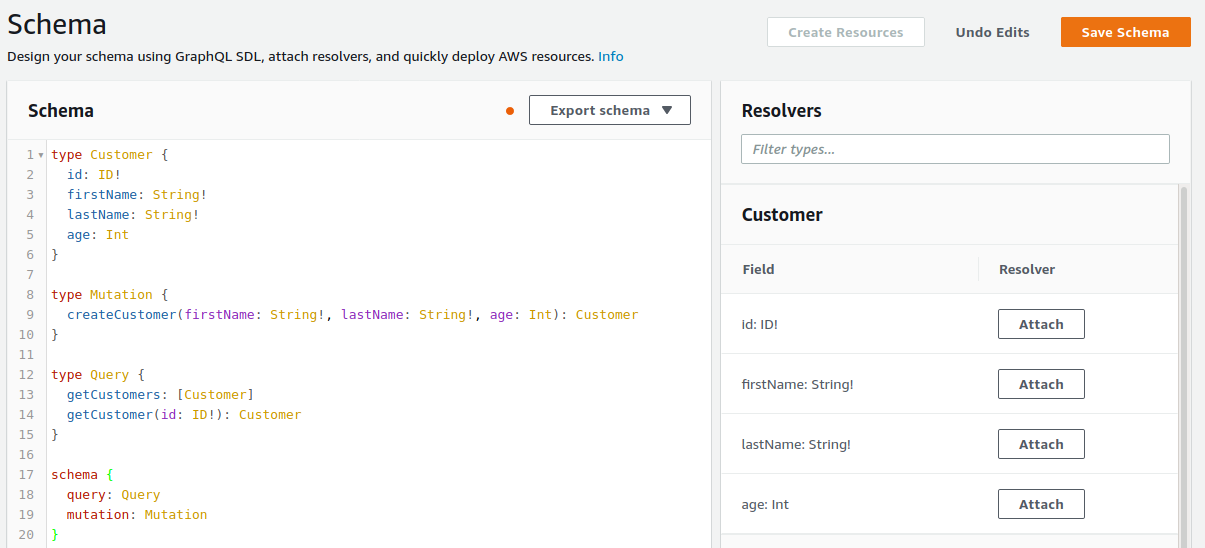 Schema
Create Resources
Undo Edits
Save Schema
Design your schema using GraphQL SDL, attach resolvers, and quickly deploy AWS resources. Info
Schema
Export schema
1 type Customer {
2 id: ID!
3 firstName: String!
4 lastName: String!
5 age: Int
6 }
7
8 type Mutation {
9 createCustomer(firstName: String!, lastName: String!, age: Int): Customer
10 }
11
12 type Query {
13 getCustomers: [Customer]
14 getCustomer(id: ID!): Customer
15 }
16
17 schema {
18 query: Query
19 mutation: Mutation
20 }
Resolvers
FIlter types...
Customer
Field Resolver
id: ID! Attach
firstName: String! Attach
lastName: String! Attach
age: Int Attach